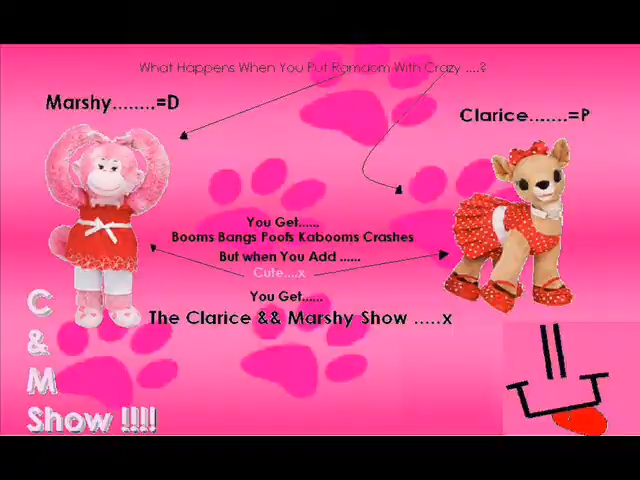 What Happens When You Put Ramdom With Crazy ....?
Marshy........=D
Clarice.......=P
You Get......
Booms Bangs Poofs Kabooms Crashes
But when You Add ......
Cute....x
You Get......
The Clarice && Marshy Show .....x
C
&
M
Show !!!!